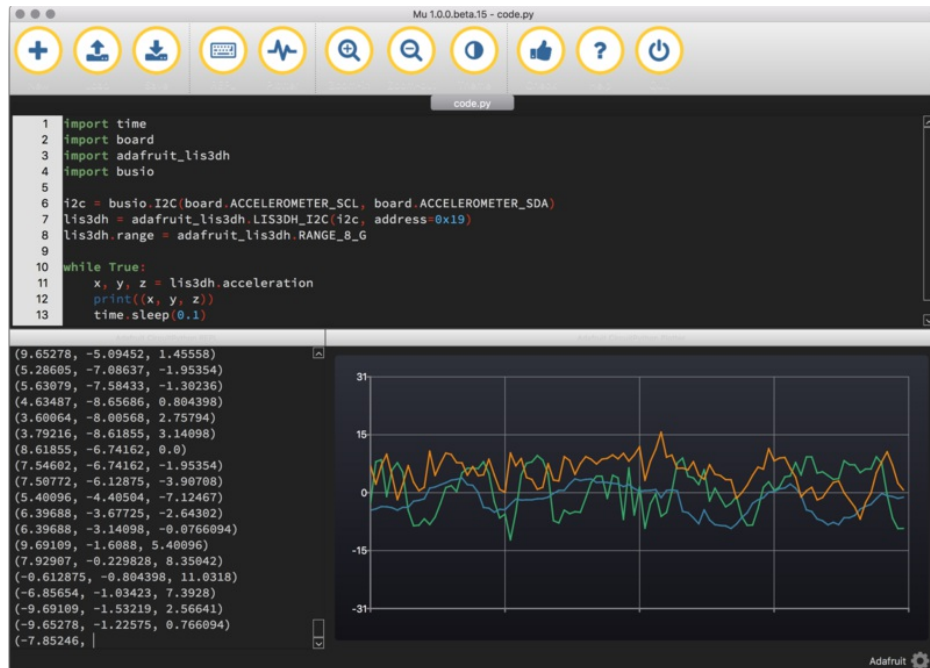 Mu 1.0.0.beta.15 - code.py
code.py
1 import time
2 import board
3 import adafruit_lis3dh
4 import busio
5
6 i2c = busio.I2C(board.ACCELEROMETER_SCL, board.ACCELEROMETER_SDA)
7 lis3dh = adafruit_lis3dh.LIS3DH_I2C(i2c, address=0x19)
8 lis3dh.range = adafruit_lis3dh.RANGE_8_G
9
10 while True:
11     x, y, z = lis3dh.acceleration
12     print((x, y, z))
13     time.sleep(0.1)
(9.65278, -5.09452, 1.45558)
(5.28605, -7.08637, -1.95354)
(5.63079, -7.58433, -1.30236)
(4.63487, -8.65686, 0.804398)
(3.60064, -8.00568, 2.75794)
(3.79216, -8.61855, 3.14098)
(8.61855, -6.74162, 0.0)
(7.54602, -6.74162, -1.95354)
(7.50772, -6.12875, -3.90708)
(5.40096, -4.40504, -7.12467)
(6.39688, -3.67725, -2.64302)
(6.39688, -3.14098, -0.0766094)
(9.69109, -1.6088, 5.40096)
(7.92907, -0.229828, 8.35042)
(-0.612875, -0.804398, 11.0318)
(-6.85654, -1.03423, 7.3928)
(-9.69109, -1.53219, 2.56641)
(-9.65278, -1.22575, 0.766094)
(-7.85246,
31
15
0
-15
-31
Adafruit